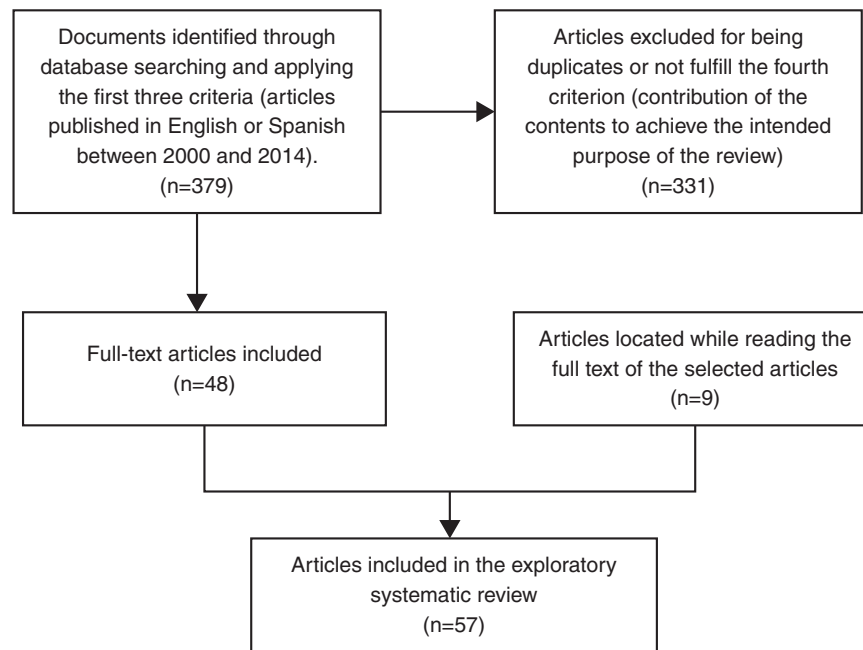 Documents identified through
database searching and applying
the first three criteria (articles
published in English or Spanish
between 2000 and 2014).
(n=379)
Articles excluded for being
duplicates or not fulfill the fourth
criterion (contribution of the
contents to achieve the intended
purpose of the review)
(n=331)
Full-text articles included
(n=48)
Articles located while reading the
full text of the selected articles
(n=9)
Articles included in the exploratory
systematic review
(n=57)